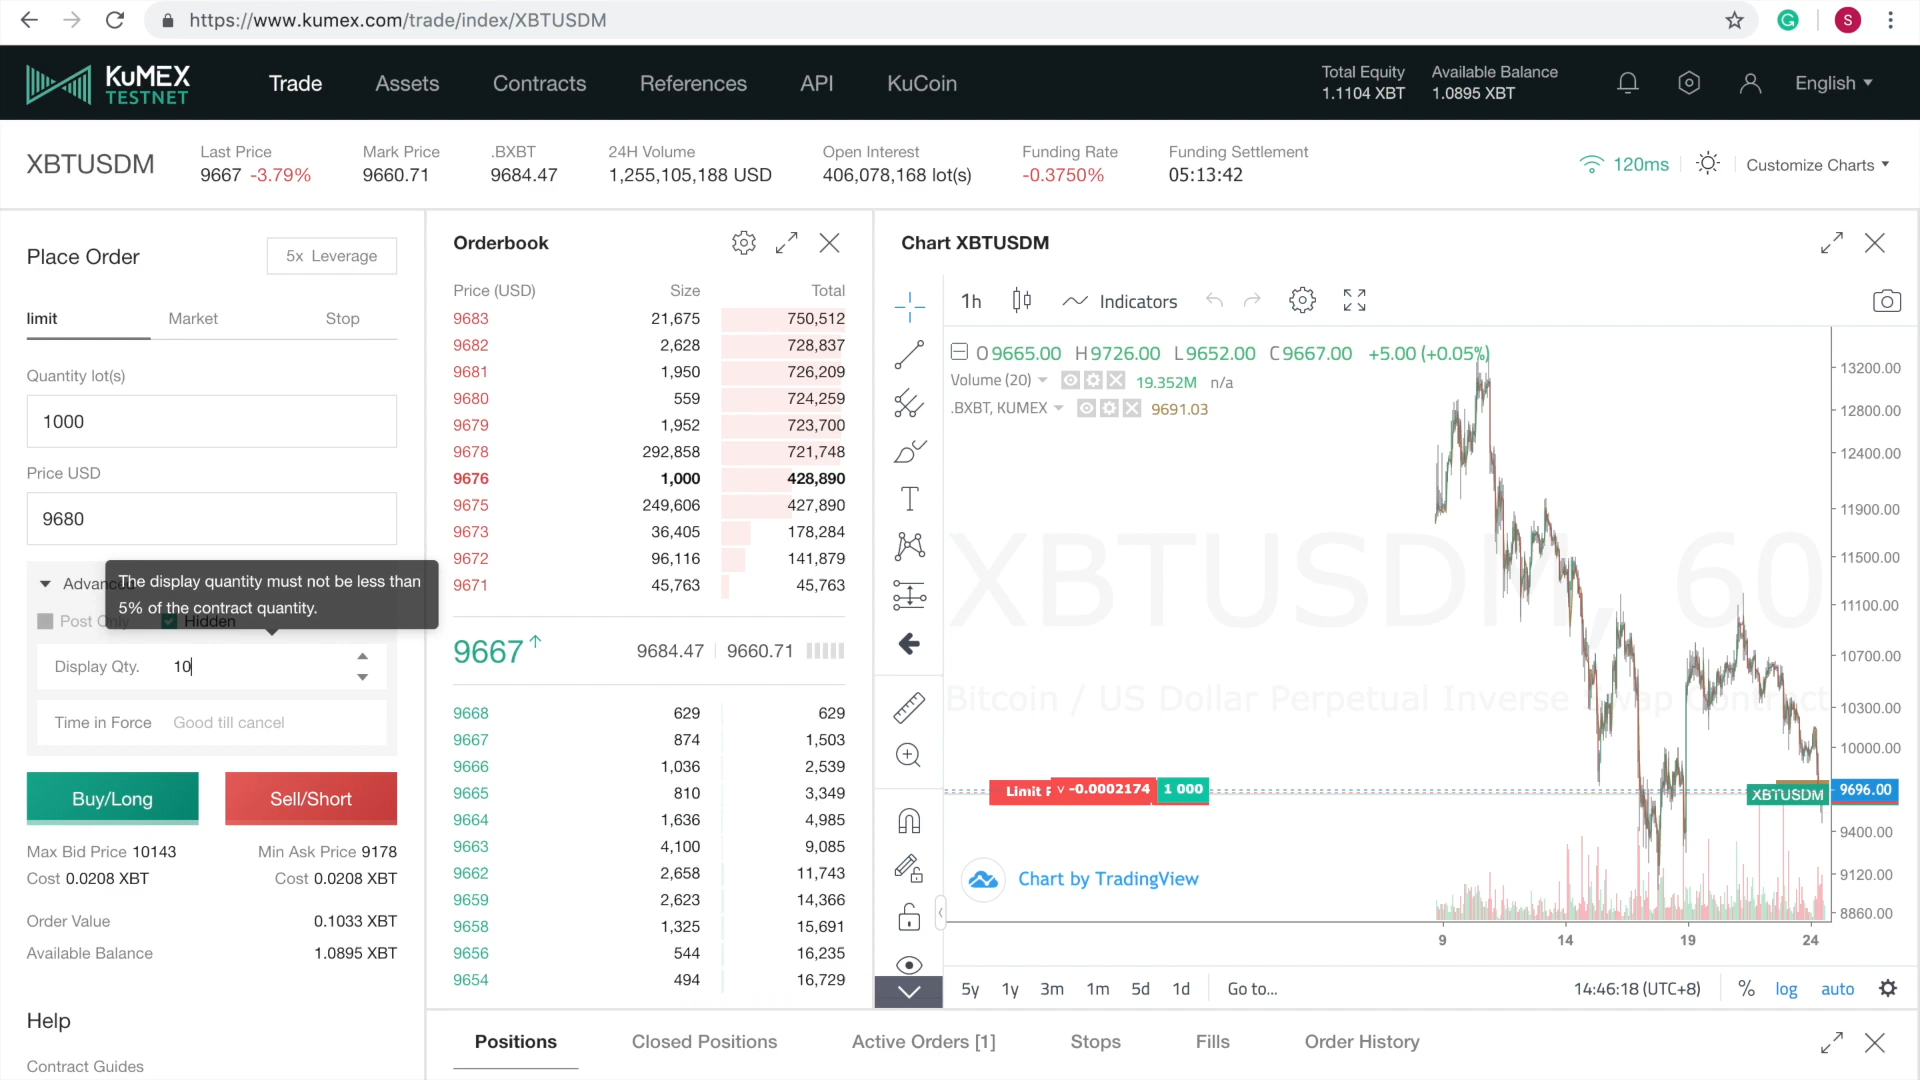 https://www.kumex.com/trade/index/XBTUSDM
S
KuMEX
TESTNET
Trade
Assets
Contracts
References
API
KuCoin
Total Equity
1.1104 XBT
Available Balance
1.0895 XBT
English
XBTUSDM
Last Price
9667 -3.79%
Mark Price
9660.71
.BXBT
9684.47
24H Volume
1,255,105,188 USD
Open Interest
406,078,168 lot(s)
Funding Rate
-0.3750%
Funding Settlement
05:13:42
120ms
Customize Charts
Place Order
5x Leverage
limit
Market
Stop
Quantity lot(s)
1000
Price USD
9680
The display quantity must not be less than
5% of the contract quantity.
Post Only
Hidden
Display Qty. 10
Time in Force Good till cancel
Buy/Long
Sell/Short
Max Bid Price 10143
Min Ask Price 9178
Cost 0.0208 XBT
Cost 0.0208 XBT
Order Value 0.1033 XBT
Available Balance 1.0895 XBT
Help
Contract Guides
Orderbook
Price (USD) Size Total
9683 21,675 750,512
9682 2,628 728,837
9681 1,950 726,209
9680 559 724,259
9679 1,952 723,700
9678 292,858 721,748
9676 1,000 428,890
9675 249,606 427,890
9673 36,405 178,284
9672 96,116 141,879
9671 45,763 45,763
9667 9684.47 9660.71
9668 629 629
9667 874 1,503
9666 1,036 2,539
9665 810 3,349
9664 1,636 4,985
9663 4,100 9,085
9662 2,658 11,743
9659 2,623 14,366
9658 1,325 15,691
9656 544 16,235
9654 494 16,729
Chart XBTUSDM
1h
Indicators
O 9665.00 H 9726.00 L 9652.00 C 9667.00 +5.00 (+0.05%)
Volume (20) 19.352M n/a
.BXBT, KUMEX 9691.03
XBTUSDM, 60
Bitcoin / US Dollar Perpetual Inverse Swap Contract
Limit
-0.0002174
1 000
XBTUSDM
9696.00
Chart by TradingView
13200.00
12800.00
12400.00
11900.00
11500.00
11100.00
10700.00
10300.00
10000.00
9400.00
9120.00
8860.00
9 14 19 24
5y 1y 3m 1m 5d 1d Go to...
14:46:18 (UTC+8) % log auto
Positions
Closed Positions
Active Orders [1]
Stops
Fills
Order History